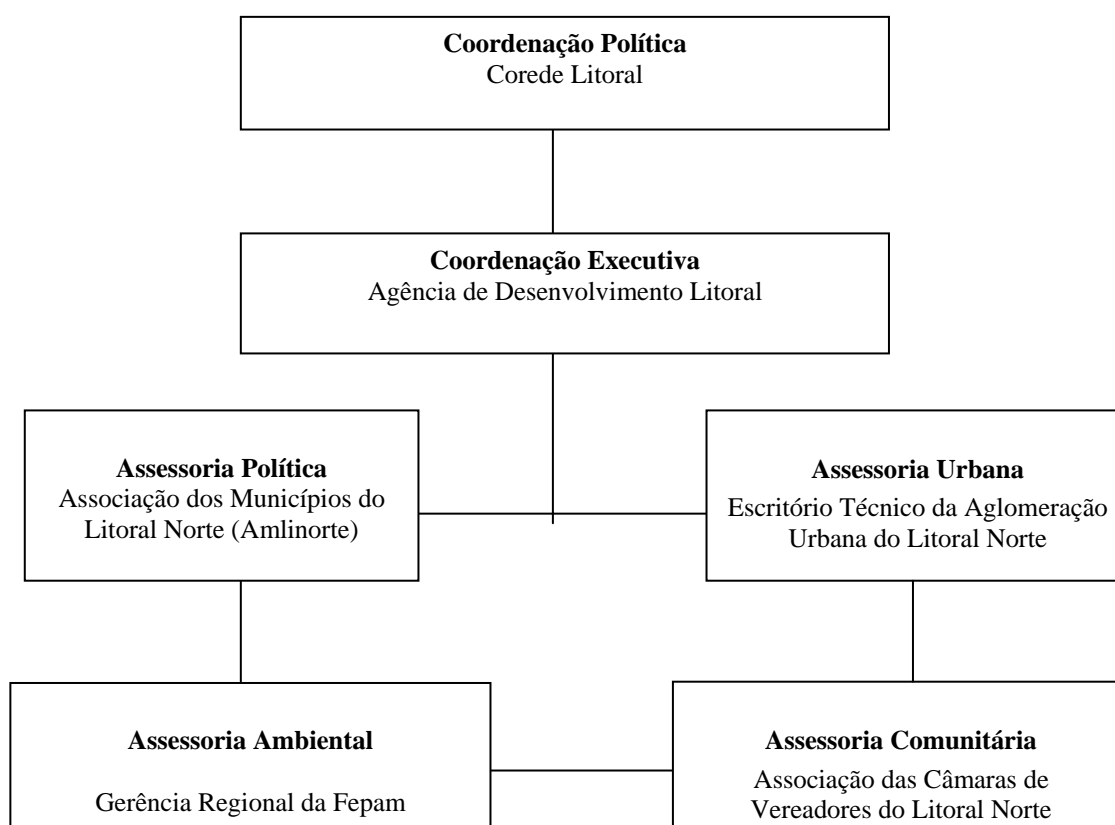 Coordenação Política
Corede Litoral
Coordenação Executiva
Agência de Desenvolvimento Litoral
Assessoria Política
Associação dos Municípios do
Litoral Norte (Amlinorte)
Assessoria Urbana
Escritório Técnico da Aglomeração
Urbana do Litoral Norte
Assessoria Ambiental
Gerência Regional da Fepam
Assessoria Comunitária
Associação das Câmaras de
Vereadores do Litoral Norte